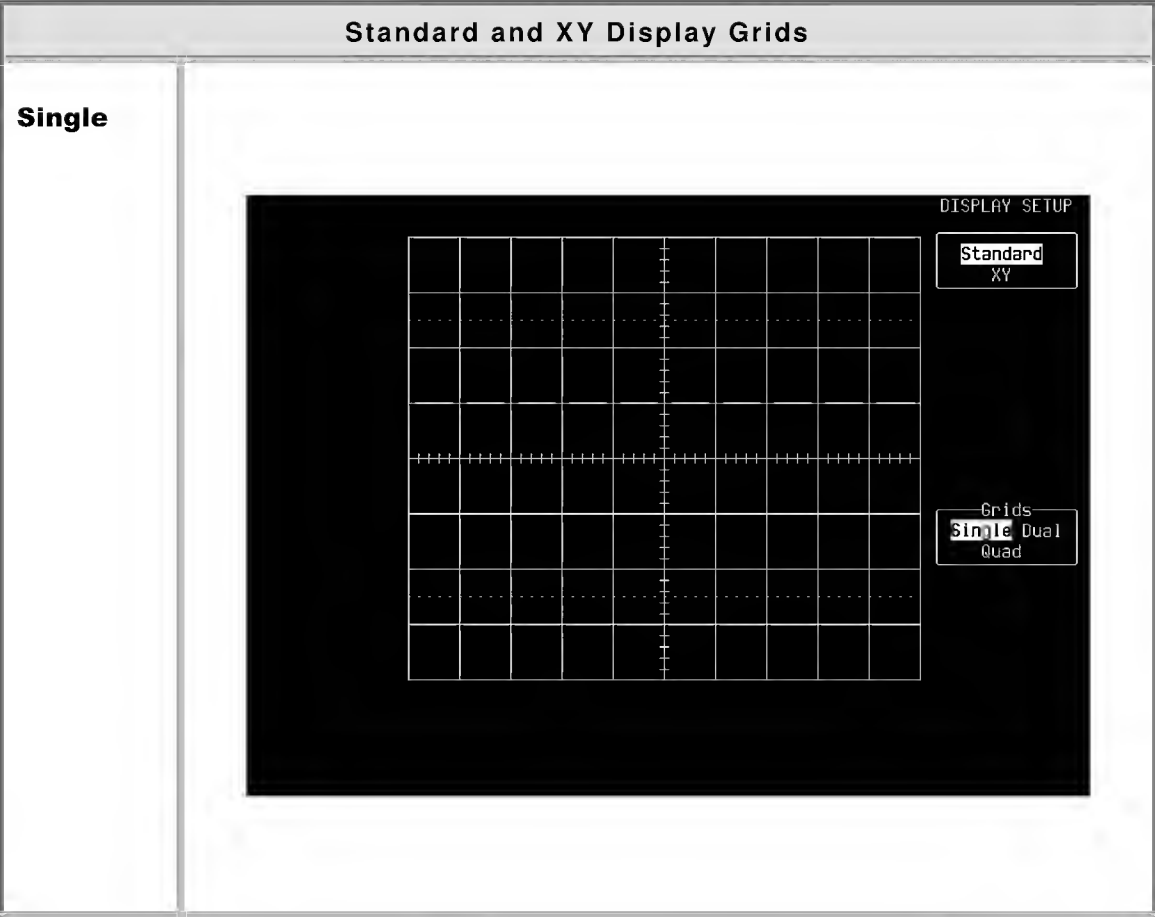 Standard and XY Display Grids
Single
DISPLAY SETUP
Standard
XY
Grids
Single Dual
Quad